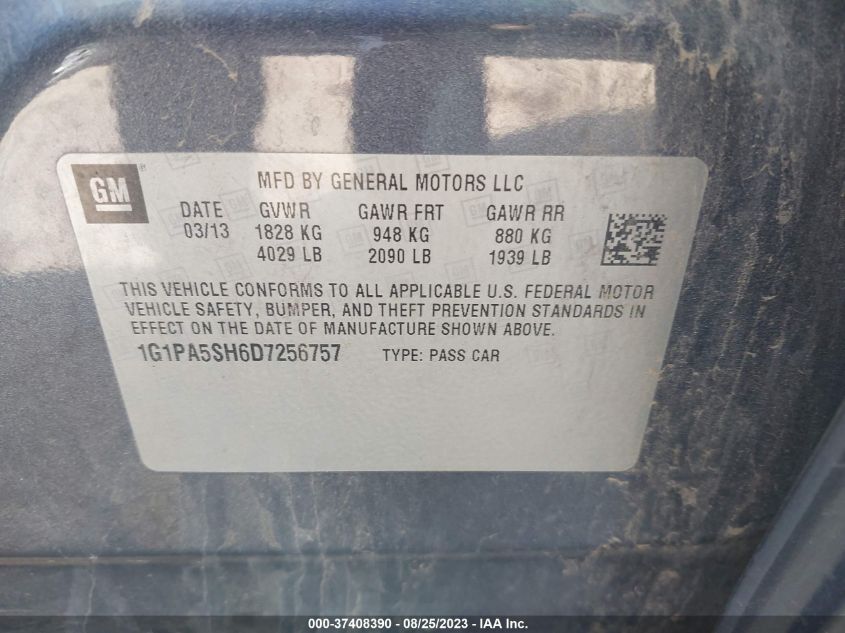 GM
MFD BY GENERAL MOTORS LLC
DATE GVWR GAWR FRT GAWR RR
03/13 1828 KG 948 KG 880 KG
4029 LB 2090 LB 1939 LB
THIS VEHICLE CONFORMS TO ALL APPLICABLE U.S. FEDERAL MOTOR
VEHICLE SAFETY, BUMPER, AND THEFT PREVENTION STANDARDS IN
EFFECT ON THE DATE OF MANUFACTURE SHOWN ABOVE.
1G1PA5SH6D7256757 TYPE: PASS CAR
000-37408390 - 08/25/2023 - IAA Inc.